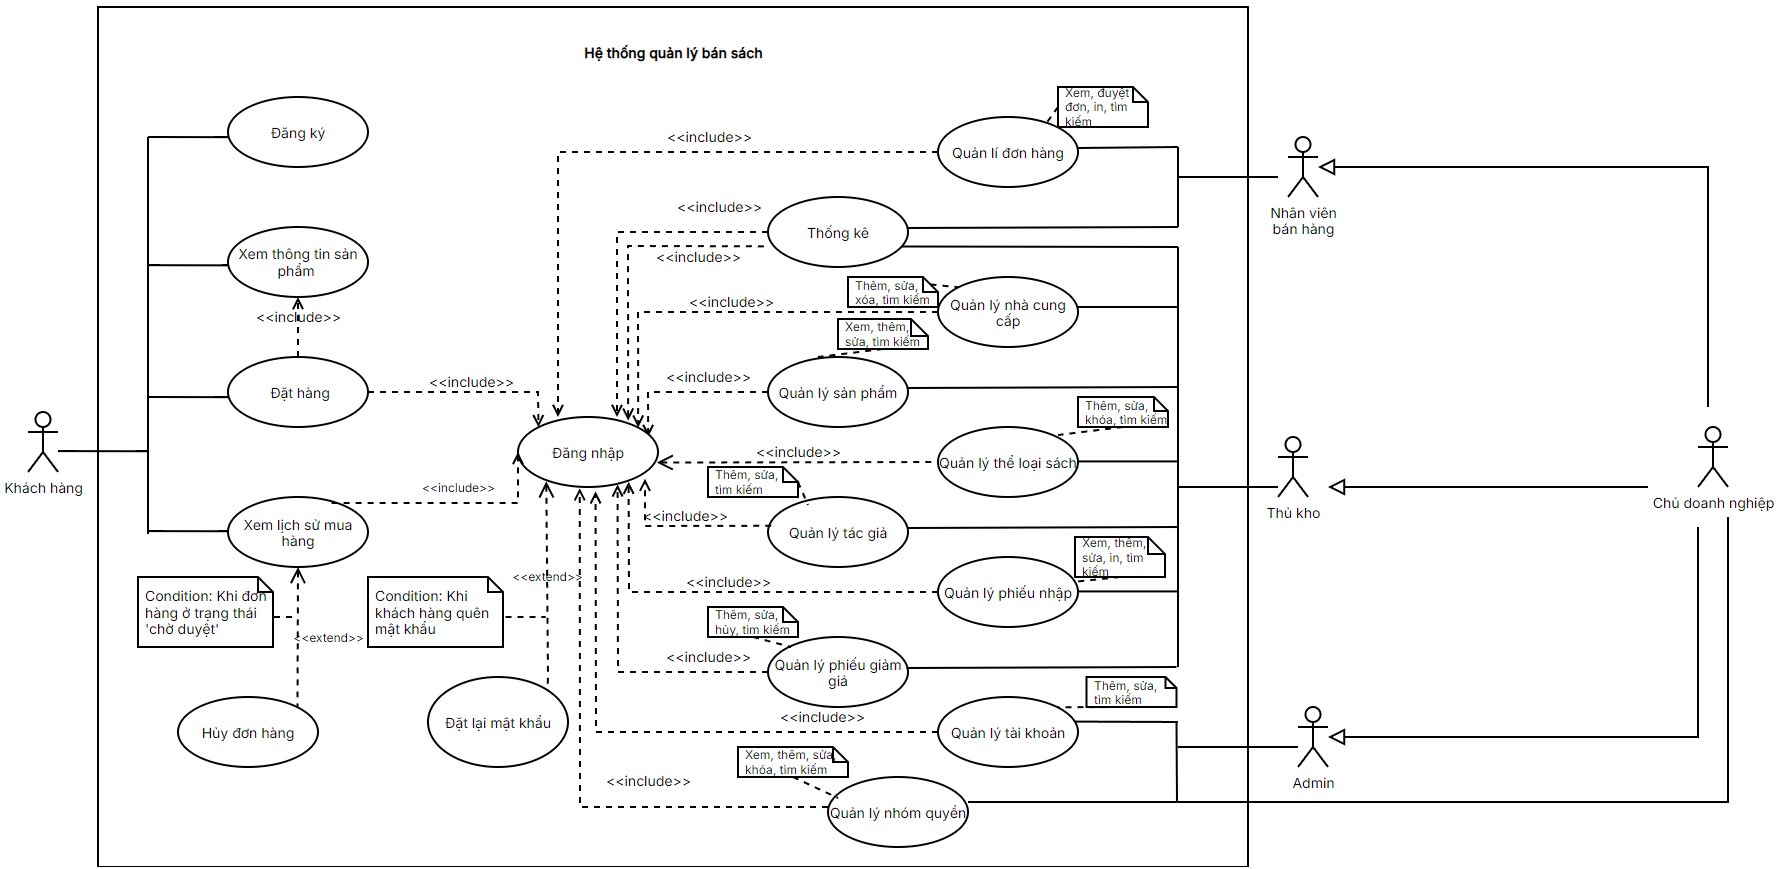 Hệ thống quản lý bán sách
Xem, duyệt
đơn, in, tìm
kiếm
Đăng ký
<<include>>
Quản lí đơn hàng
Nhân viên
bán hàng
<<include>>
Thống kê
<<include>>
Xem thông tin sản
phẩm
Thêm, sửa,
xóa, tìm kiếm
<<include>>
Quản lý nhà cung
cấp
<<include>>
Xem, thêm,
sửa, tìm kiếm
<<include>>
<<include>>
Đặt hàng
Quản lý sản phẩm
Thêm, sửa,
khóa, tìm kiếm
Đăng nhập
<<include>>
Quản lý thể loại sách
Khách hàng
<<include>>
Thêm, sửa,
tìm kiếm
Thủ kho
Chủ doanh nghiệp
Xem lịch sử mua
hàng
<<include>>
Quản lý tác giả
Xem, thêm,
sửa, in, tìm
kiếm
<<extend>>
<<include>>
Quản lý phiếu nhập
Condition: Khi đơn
hàng ở trạng thái
'chờ duyệt'
Condition: Khi
khách hàng quên
mật khẩu
Thêm, sửa,
hủy, tìm kiếm
<<extend>>
<<include>>
Quản lý phiếu giảm
giá
Thêm, sửa,
tìm kiếm
Hủy đơn hàng
Đặt lại mật khẩu
<<include>>
Quản lý tài khoản
Xem, thêm, sửa,
khóa, tìm kiếm
<<include>>
Admin
Quản lý nhóm quyền